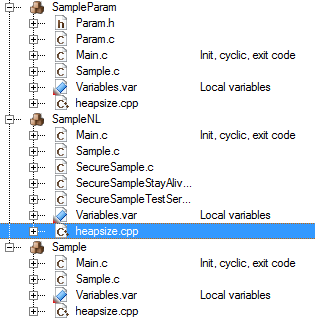 SampleParam
Param.h
Param.c
Main.c Init, cyclic, exit code
Sample.c
Variables.var Local variables
heapsize.cpp
SampleNL
Main.c Init, cyclic, exit code
Sample.c
SecureSample.c
SecureSampleStayAliv...
SecureSampleTestSer...
Variables.var Local variables
heapsize.cpp
Sample
Main.c Init, cyclic, exit code
Sample.c
Variables.var Local variables
heapsize.cpp